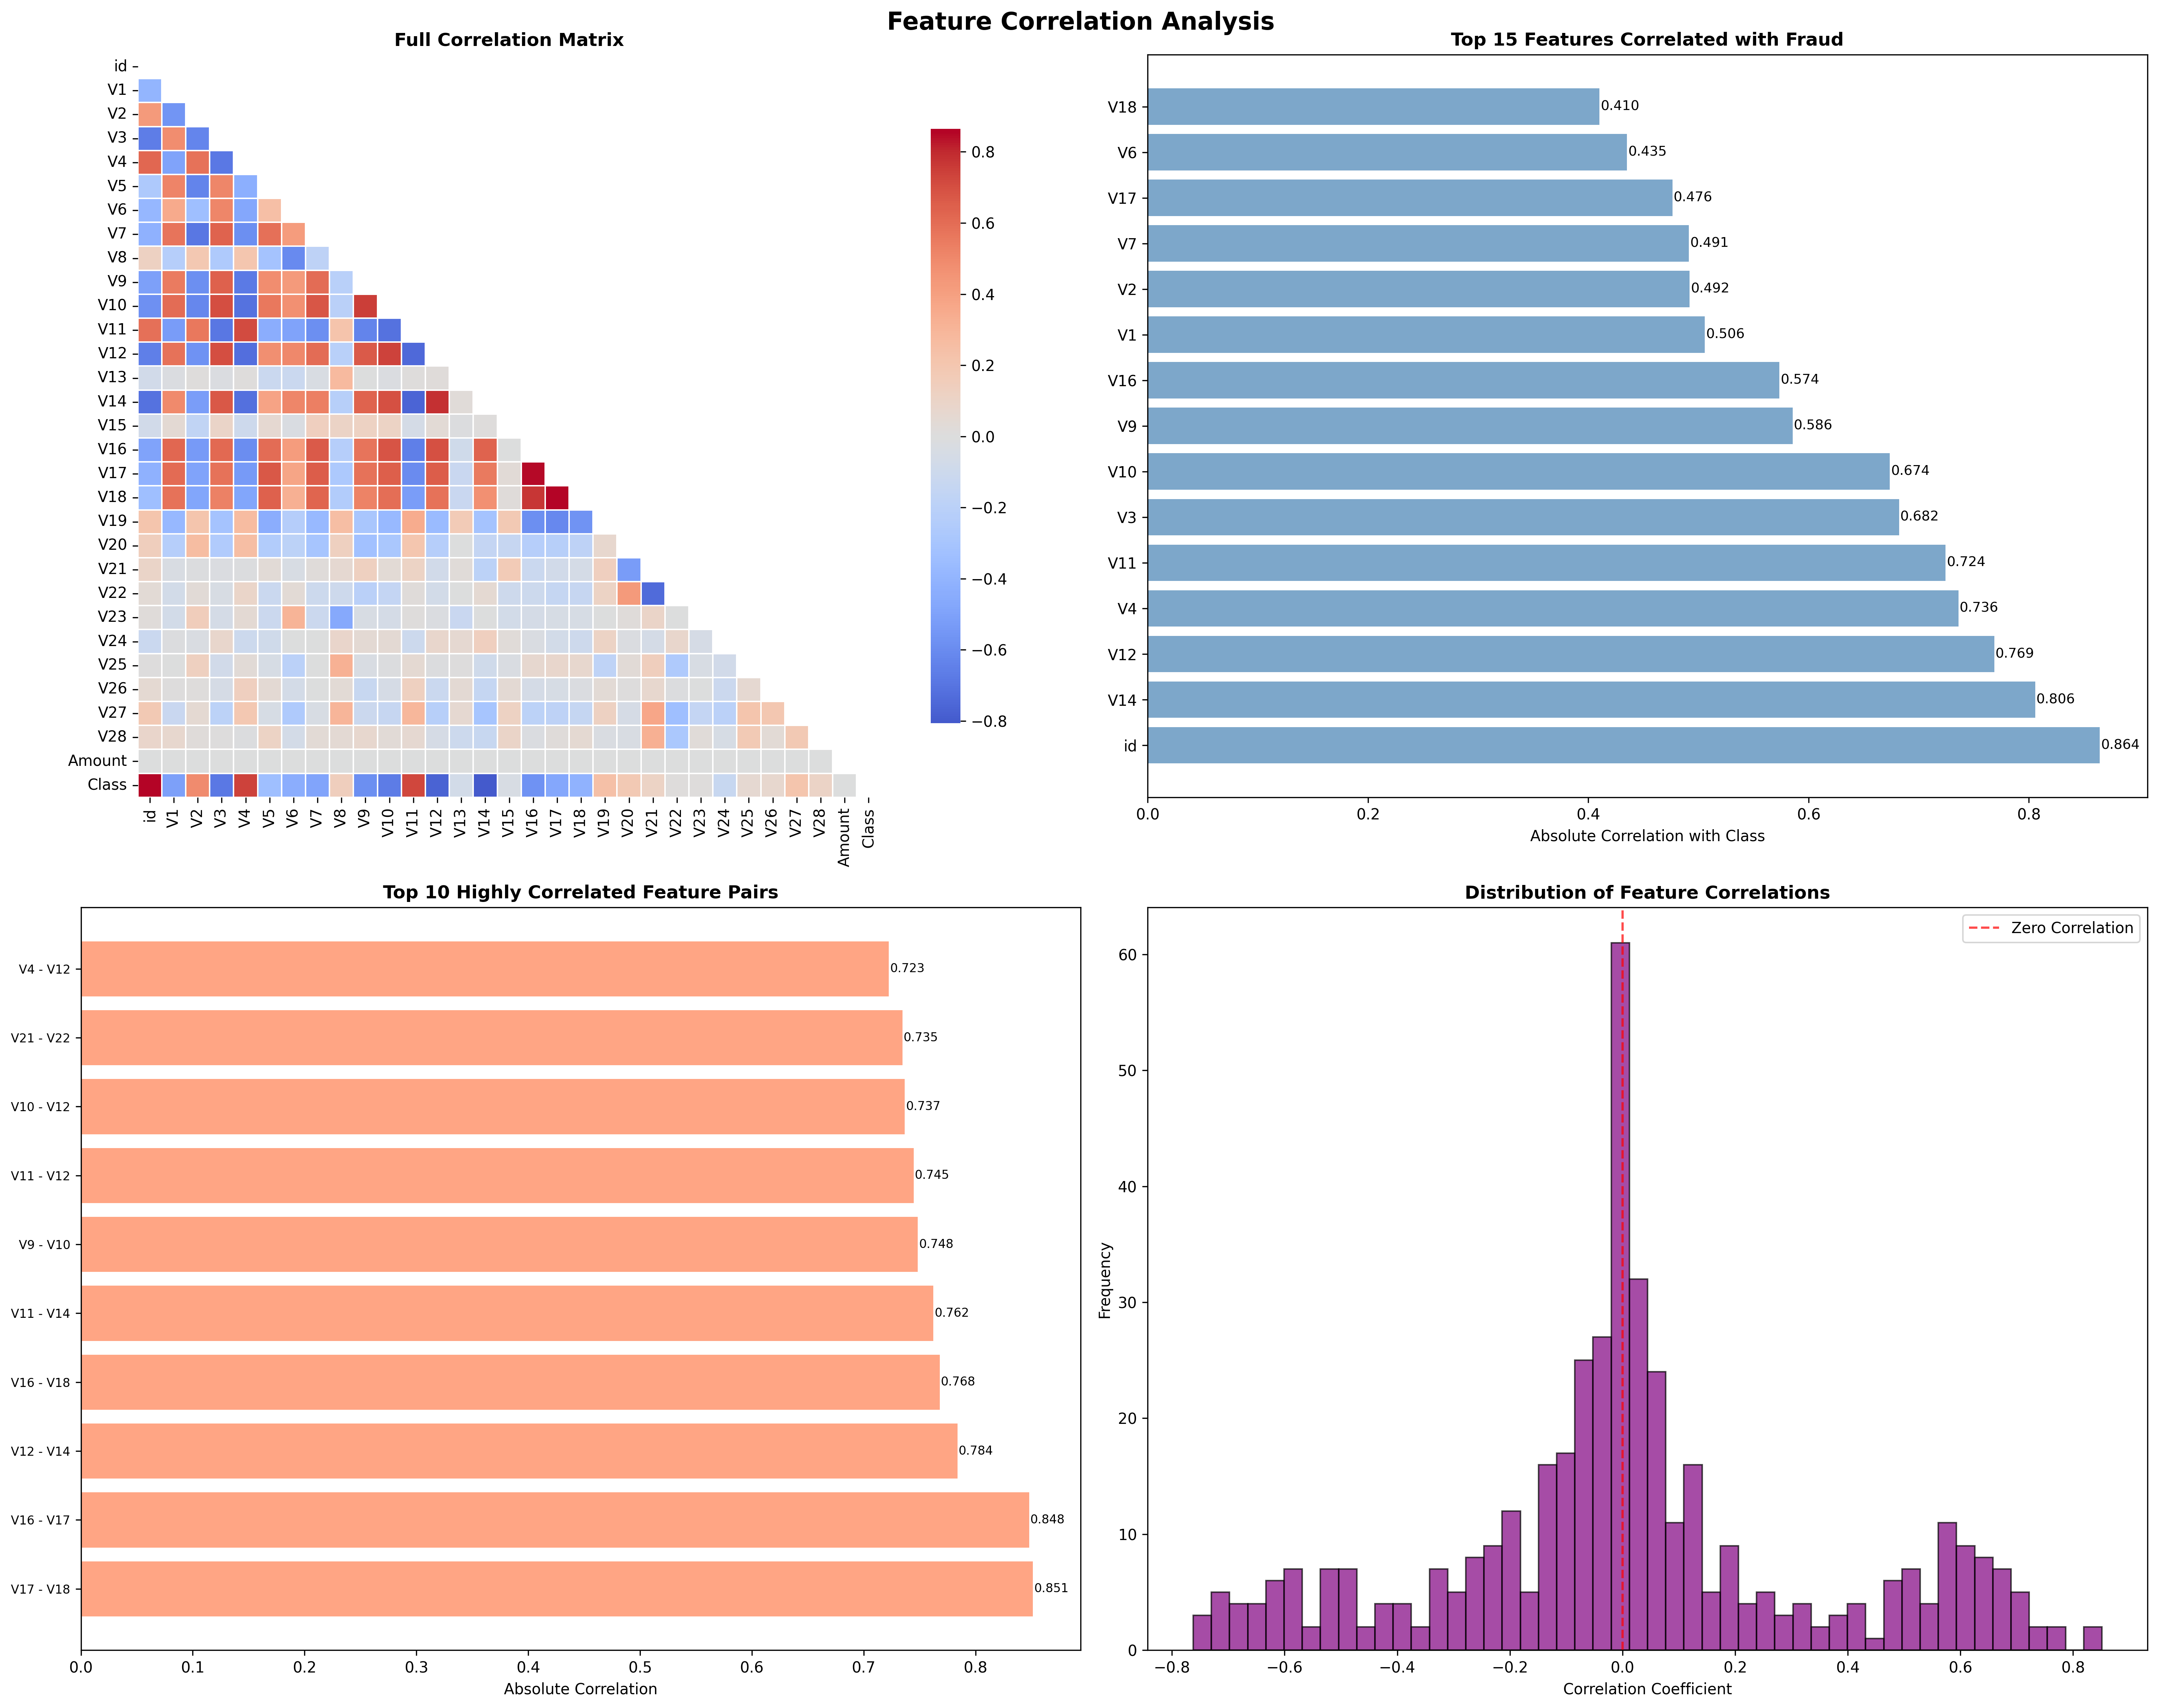 Feature Correlation Analysis
Full Correlation Matrix
id
V1
V2
V3
V4
V5
V6
V7
V8
V9
V10
V11
V12
V13
V14
V15
V16
V17
V18
V19
V20
V21
V22
V23
V24
V25
V26
V27
V28
Amount
Class
id V1 V2 V3 V4 V5 V6 V7 V8 V9 V10 V11 V12 V13 V14 V15 V16 V17 V18 V19 V20 V21 V22 V23 V24 V25 V26 V27 V28 Amount Class
0.8
0.6
0.4
0.2
0.0
−0.2
−0.4
−0.6
−0.8
Top 15 Features Correlated with Fraud
V18 0.410
V6 0.435
V17 0.476
V7 0.491
V2 0.492
V1 0.506
V16 0.574
V9 0.586
V10 0.674
V3 0.682
V11 0.724
V4 0.736
V12 0.769
V14 0.806
id 0.864
0.0 0.2 0.4 0.6 0.8
Absolute Correlation with Class
Top 10 Highly Correlated Feature Pairs
V4 - V12 0.723
V21 - V22 0.735
V10 - V12 0.737
V11 - V12 0.745
V9 - V10 0.748
V11 - V14 0.762
V16 - V18 0.768
V12 - V14 0.784
V16 - V17 0.848
V17 - V18 0.851
0.0 0.1 0.2 0.3 0.4 0.5 0.6 0.7 0.8
Absolute Correlation
Distribution of Feature Correlations
Zero Correlation
Frequency
60
50
40
30
20
10
0
−0.8 −0.6 −0.4 −0.2 0.0 0.2 0.4 0.6 0.8
Correlation Coefficient